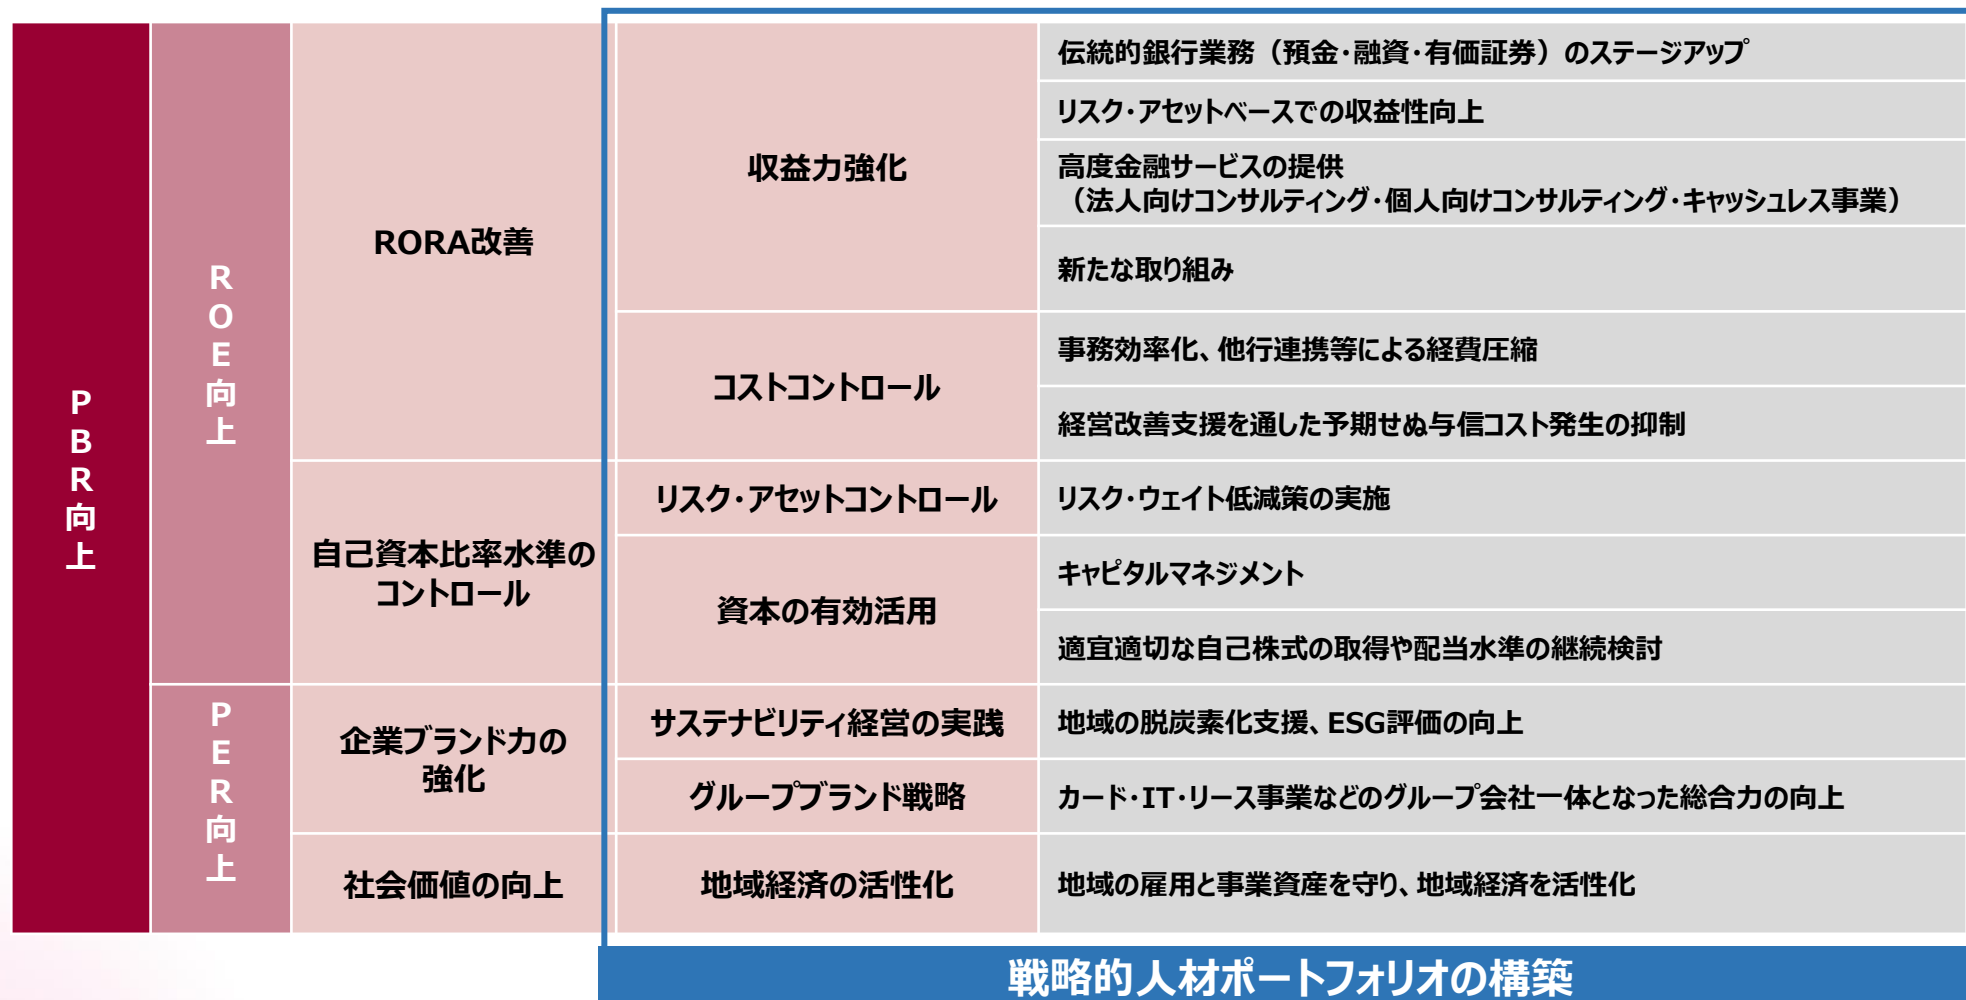 PBR向上
ROE向上
RORA改善
収益力強化
伝統的銀行業務（預金･融資･有価証券）のステージアップ
リスク･アセットベースでの収益性向上
高度金融サービスの提供
（法人向けコンサルティング･個人向けコンサルティング･キャッシュレス事業）
新たな取り組み
コストコントロール
事務効率化、他行連携等による経費圧縮
経営改善支援を通した予期せぬ与信コスト発生の抑制
自己資本比率水準の
コントロール
リスク･アセットコントロール
リスク･ウェイト低減策の実施
資本の有効活用
キャピタルマネジメント
適宜適切な自己株式の取得や配当水準の継続検討
PER向上
企業ブランド力の
強化
サステナビリティ経営の実践
地域の脱炭素化支援、ESG評価の向上
グループブランド戦略
カード･IT･リース事業などのグループ会社一体となった総合力の向上
社会価値の向上
地域経済の活性化
地域の雇用と事業資産を守り、地域経済を活性化
戦略的人材ポートフォリオの構築